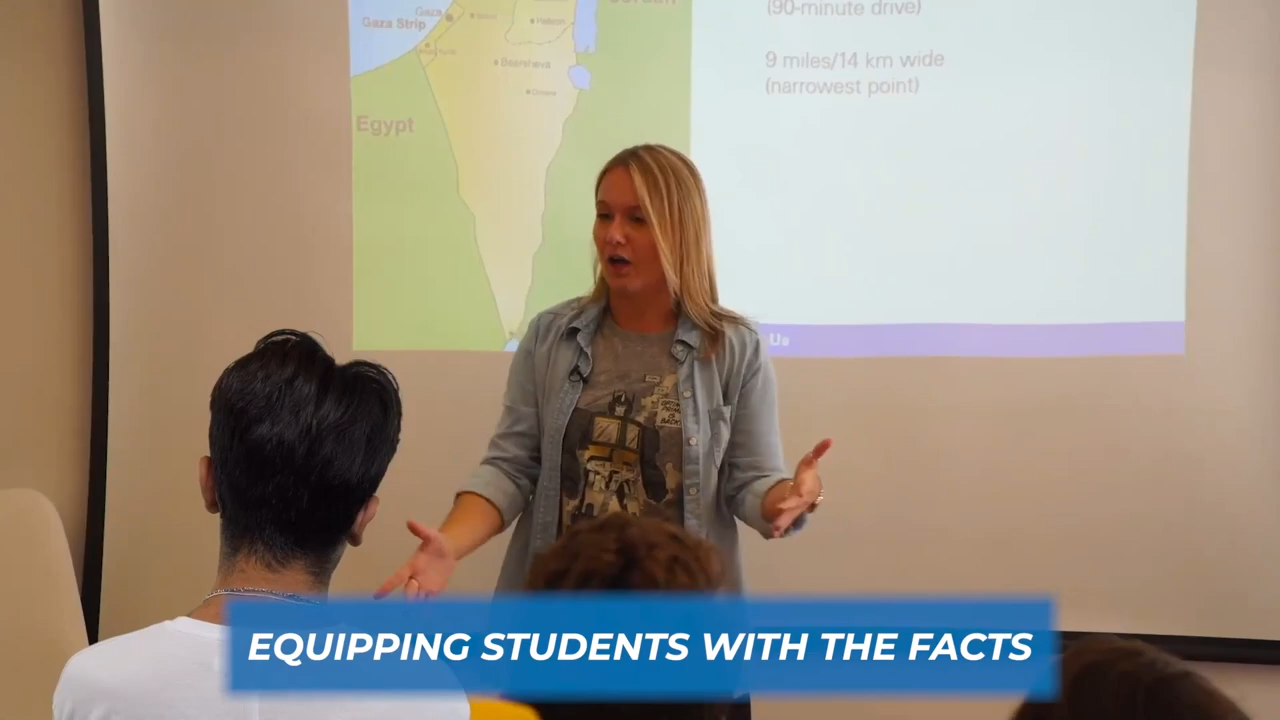 Gaza
Gaza Strip
Hebron
Beersheva
Egypt
(90-minute drive)
9 miles/14 km wide
(narrowest point)
Us
EQUIPPING STUDENTS WITH THE FACTS